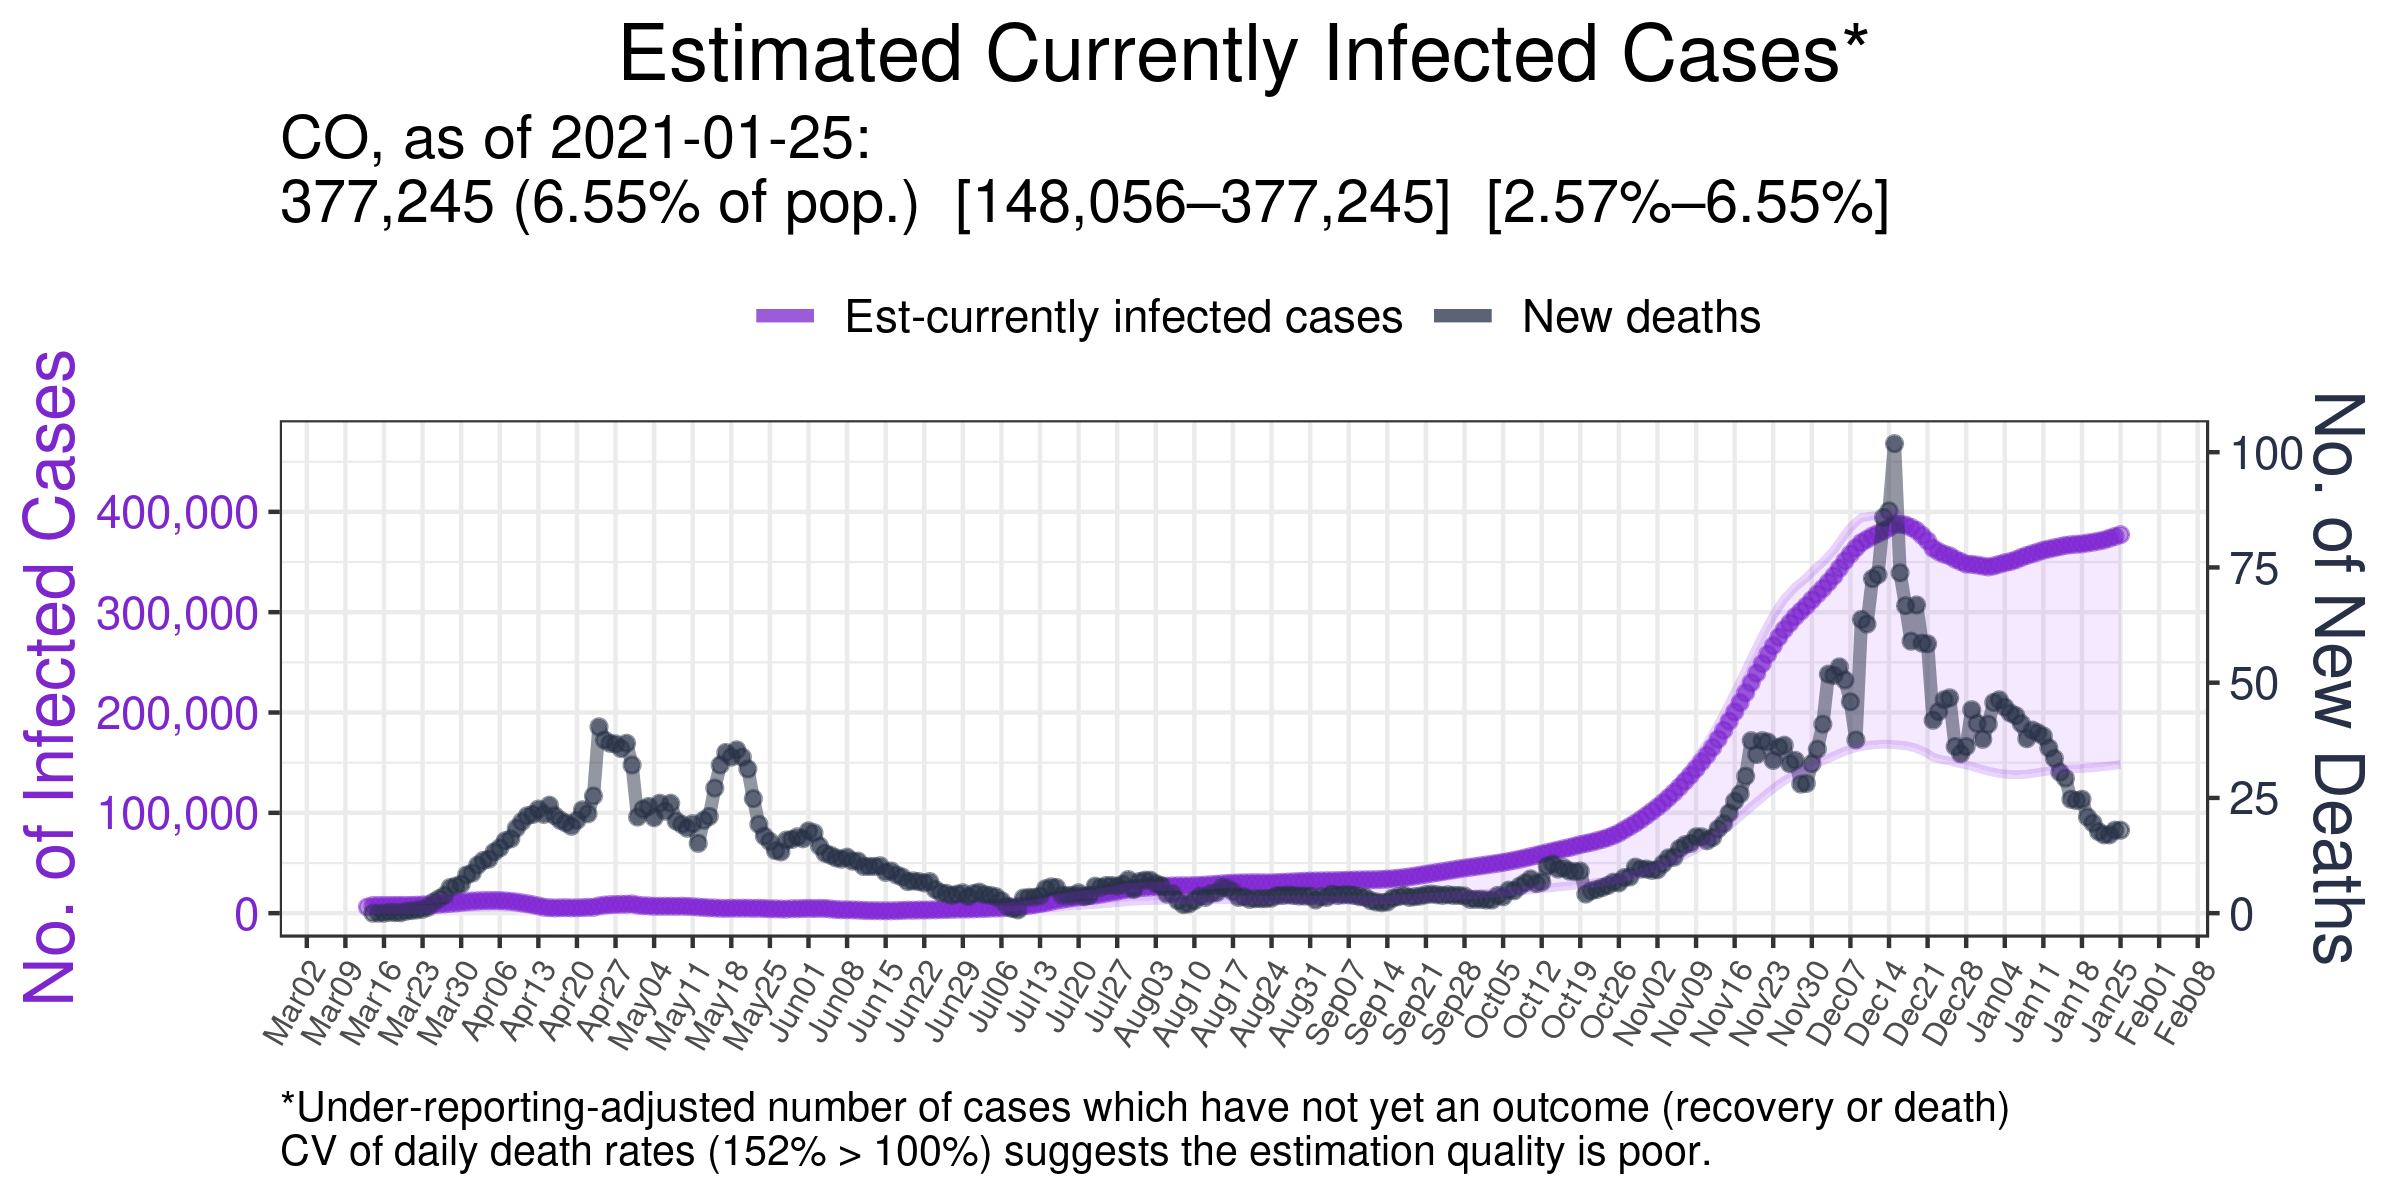 Estimated Currently Infected Cases*
CO, as of 2021-01-25:
377,245 (6.55% of pop.) [148,056–377,245] [2.57%–6.55%]
Est-currently infected cases New deaths
No. of Infected Cases
400,000
300,000
200,000
100,000
0
100
75
50
25
0
No. of New Deaths
Mar02 Mar09 Mar16 Mar23 Mar30 Apr06 Apr13 Apr20 Apr27 May04 May11 May18 May25 Jun01 Jun08 Jun15 Jun22 Jun29 Jul06 Jul13 Jul20 Jul27 Aug03 Aug10 Aug17 Aug24 Aug31 Sep07 Sep14 Sep21 Sep28 Oct05 Oct12 Oct19 Oct26 Nov02 Nov09 Nov16 Nov23 Nov30 Dec07 Dec14 Dec21 Dec28 Jan04 Jan11 Jan18 Jan25 Feb01 Feb08
*Under-reporting-adjusted number of cases which have not yet an outcome (recovery or death)
CV of daily death rates (152% > 100%) suggests the estimation quality is poor.